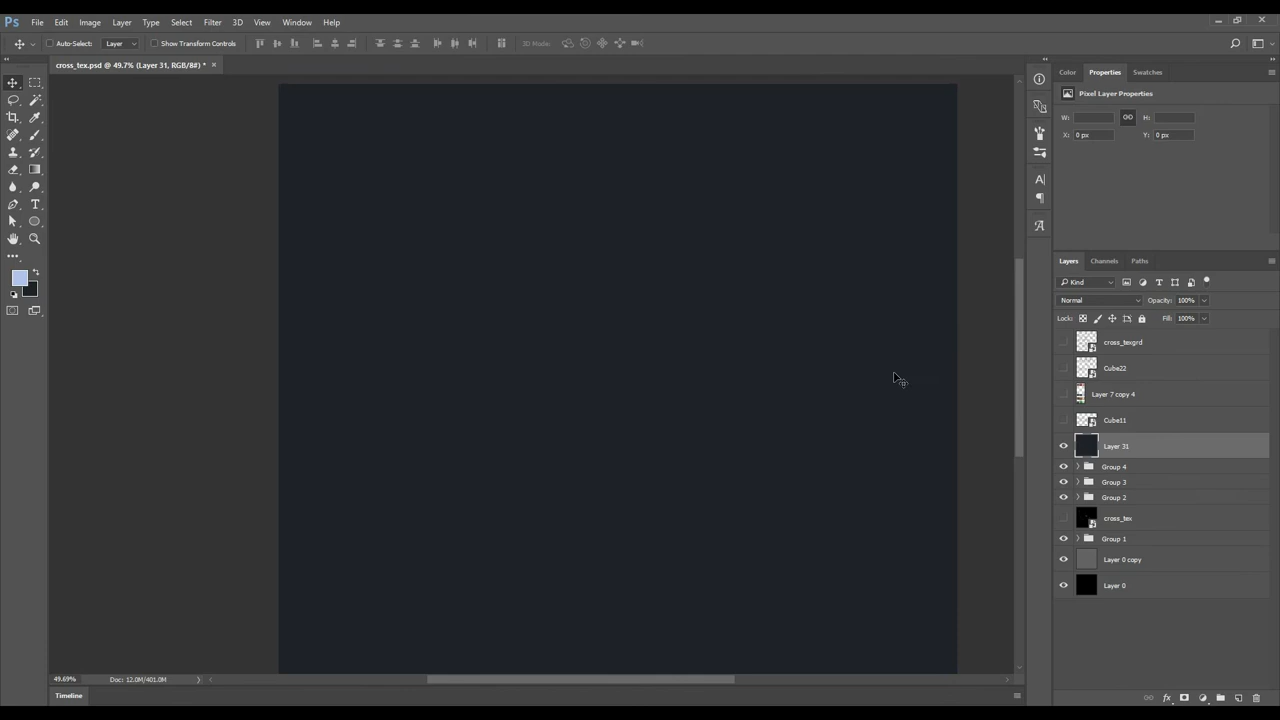 Ps File Edit Image Layer Type Select Filter 3D View Window Help
Auto-Select: Layer Show Transform Controls 3D Mode:
cross_tex.psd @ 49.7% (Layer 31, RGB/8#) * ×
Color Properties Swatches
Pixel Layer Properties
W: H:
X: 0 px Y: 0 px
Layers Channels Paths
Kind
Normal Opacity: 100%
Lock: Fill: 100%
cross_texgrd
Cube22
Layer 7 copy 4
Cube11
Layer 31
Group 4
Group 3
Group 2
cross_tex
Group 1
Layer 0 copy
Layer 0
49.69% Doc: 12.0M/401.0M
Timeline